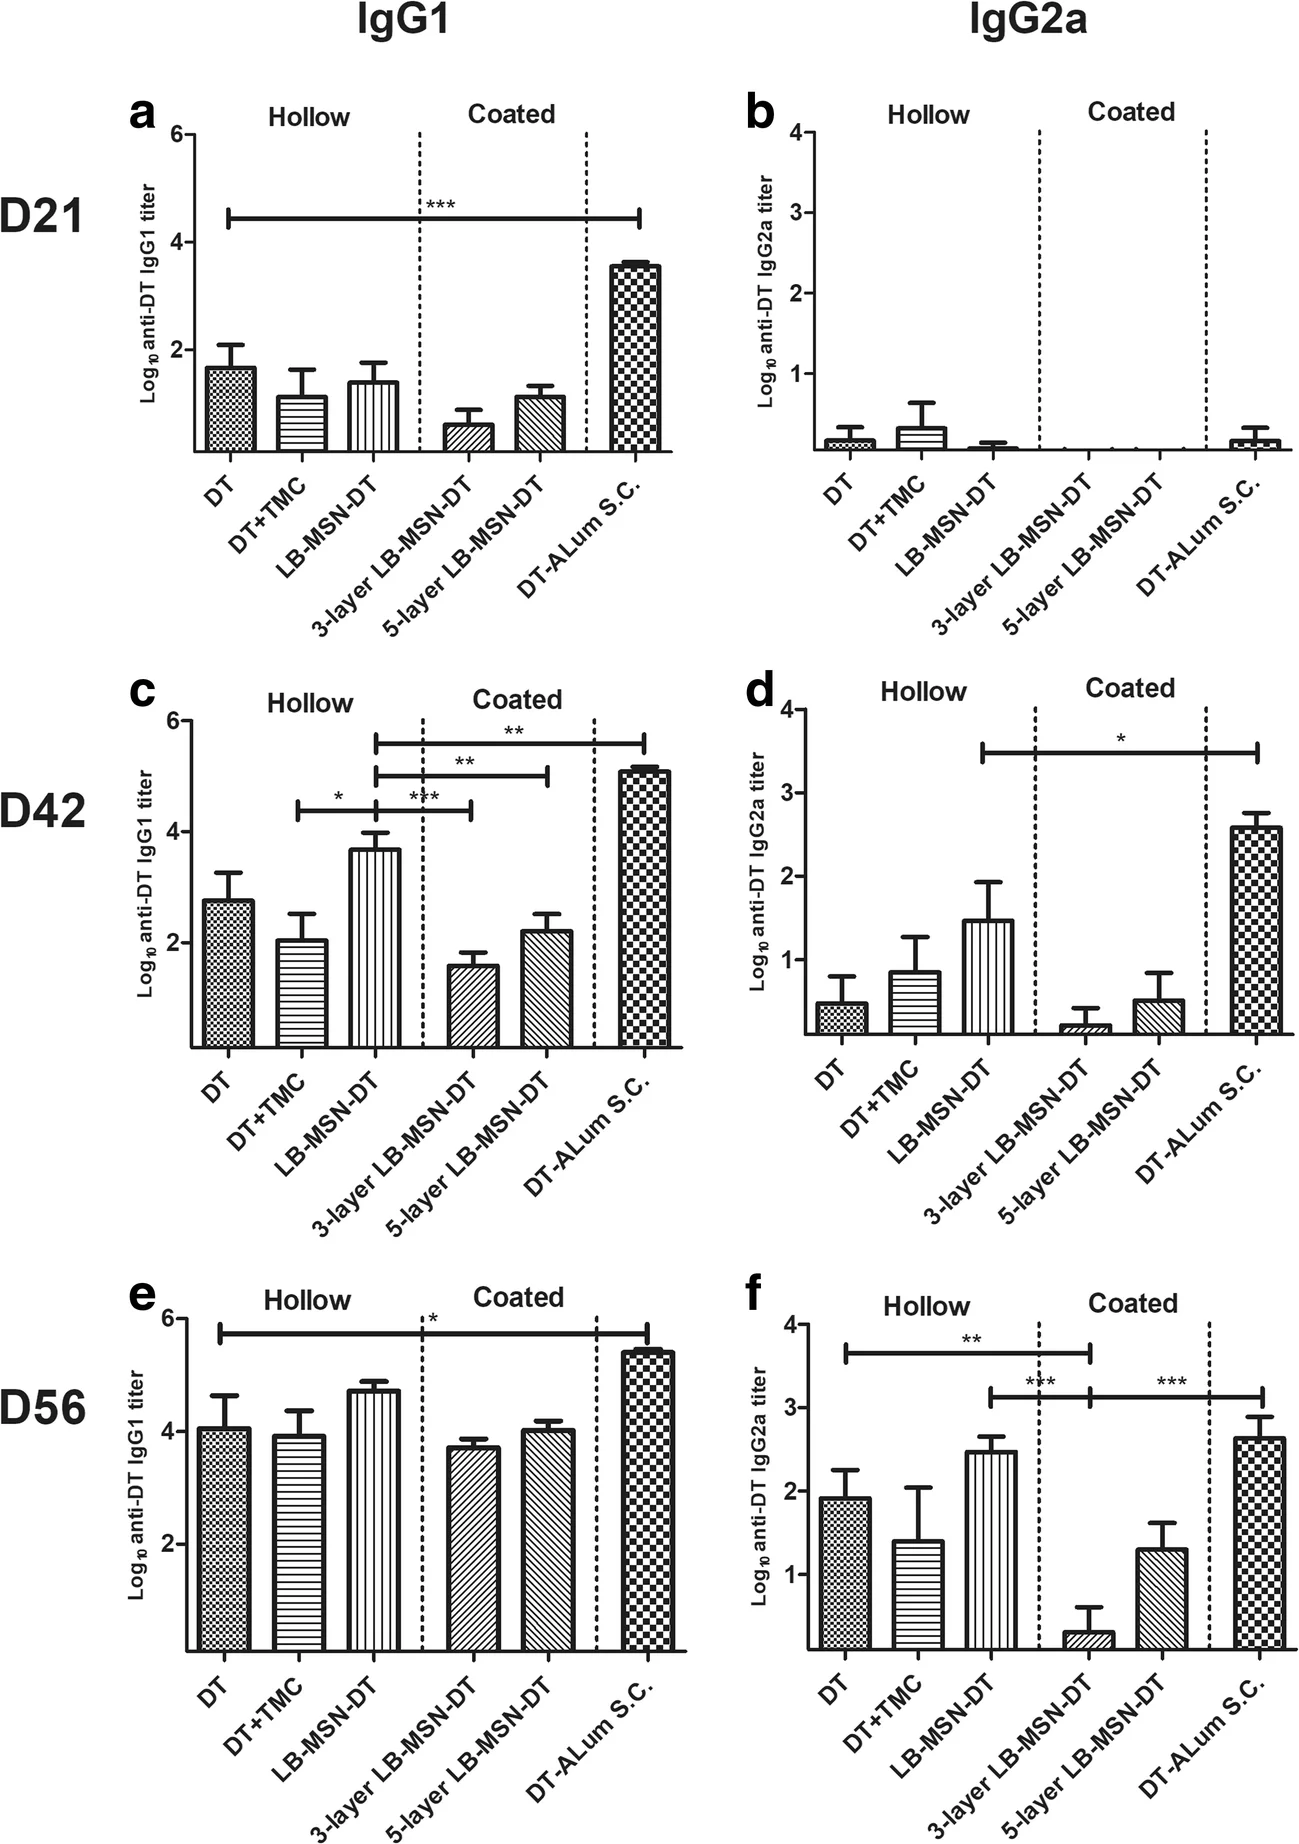 IgG1
IgG2a
D21
a
Hollow
Coated
Log10 anti-DT IgG1 titer
6
4
2
***
DT
DT+TMC
LB-MSN-DT
3-layer LB-MSN-DT
5-layer LB-MSN-DT
DT-ALum S.C.
b
Hollow
Coated
Log10 anti-DT IgG2a titer
4
3
2
1
DT
DT+TMC
LB-MSN-DT
3-layer LB-MSN-DT
5-layer LB-MSN-DT
DT-ALum S.C.
D42
c
Hollow
Coated
Log10 anti-DT IgG1 titer
6
4
2
**
**
*
***
DT
DT+TMC
LB-MSN-DT
3-layer LB-MSN-DT
5-layer LB-MSN-DT
DT-ALum S.C.
d
Hollow
Coated
Log10 anti-DT IgG2a titer
4
3
2
1
*
DT
DT+TMC
LB-MSN-DT
3-layer LB-MSN-DT
5-layer LB-MSN-DT
DT-ALum S.C.
D56
e
Hollow
Coated
Log10 anti-DT IgG1 titer
6
4
2
*
DT
DT+TMC
LB-MSN-DT
3-layer LB-MSN-DT
5-layer LB-MSN-DT
DT-ALum S.C.
f
Hollow
Coated
Log10 anti-DT IgG2a titer
4
3
2
1
**
***
***
DT
DT+TMC
LB-MSN-DT
3-layer LB-MSN-DT
5-layer LB-MSN-DT
DT-ALum S.C.